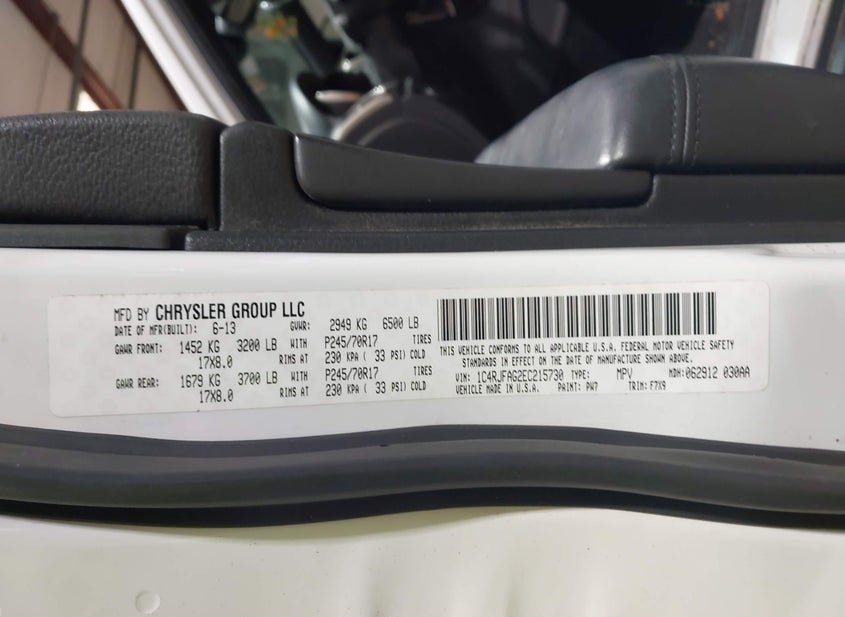 MFD BY CHRYSLER GROUP LLC
DATE OF MFR(BUILT): 6-13 GVWR: 2949 KG 6500 LB
GAWR FRONT: 1452 KG 3200 LB WITH P245/70R17 TIRES
17X8.0 RIMS AT 230 KPA ( 33 PSI) COLD
GAWR REAR: 1679 KG 3700 LB WITH P245/70R17 TIRES
17X8.0 RIMS AT 230 KPA ( 33 PSI) COLD
THIS VEHICLE CONFORMS TO ALL APPLICABLE U.S.A. FEDERAL MOTOR VEHICLE SAFETY
STANDARDS IN EFFECT ON THE DATE OF MANUFACTURE SHOWN ABOVE.
VIN: 1C4RJFAG2EC215730 TYPE: MPV MDH: 062912 030AA
VEHICLE MADE IN U.S.A. PAINT: PW7 TRIM: F7X9